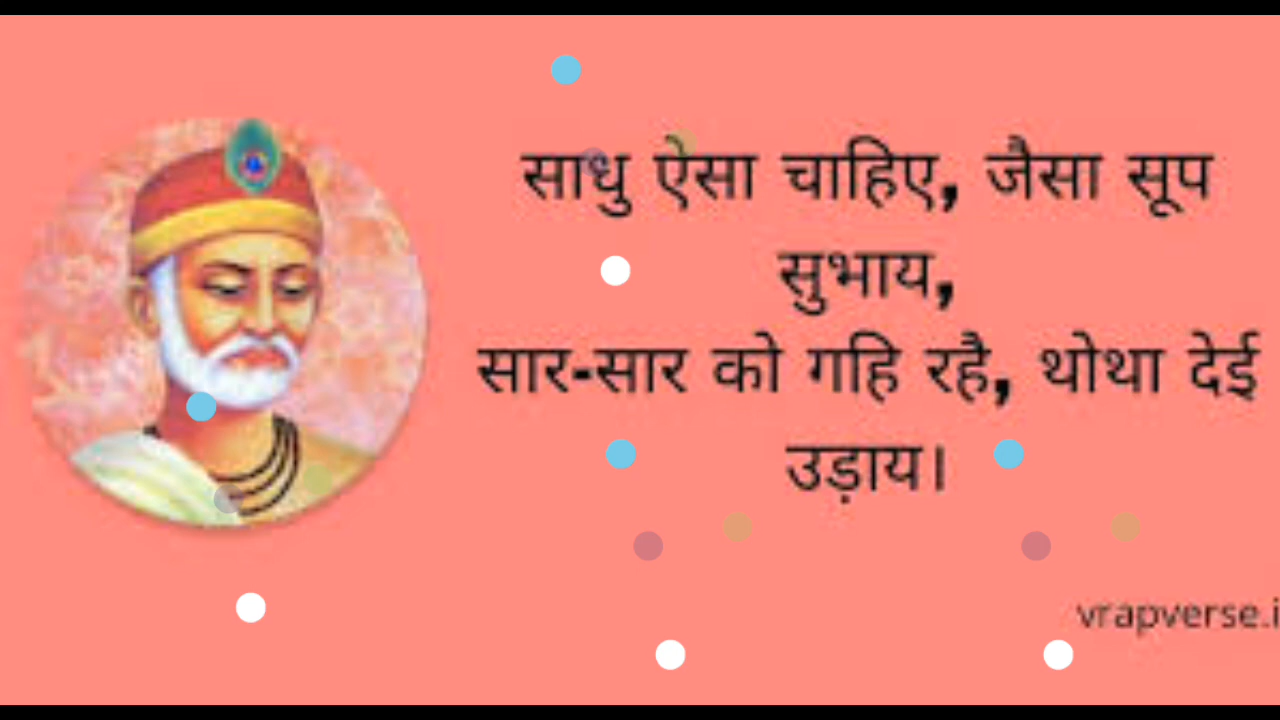 साधु ऐसा चाहिए, जैसा सूप
सुभाय,
सार-सार को गहि रहै, थोथा देई
उड़ाय।
vrapverse.i